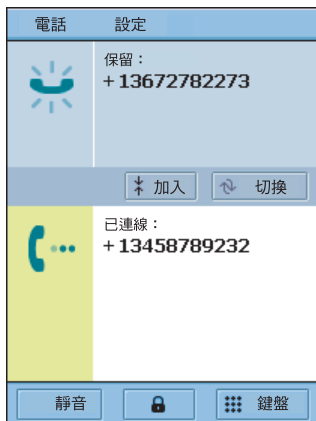 電話 設定
保留：
+13672782273
加入 切換
已連線：
+13458789232
靜音 鍵盤